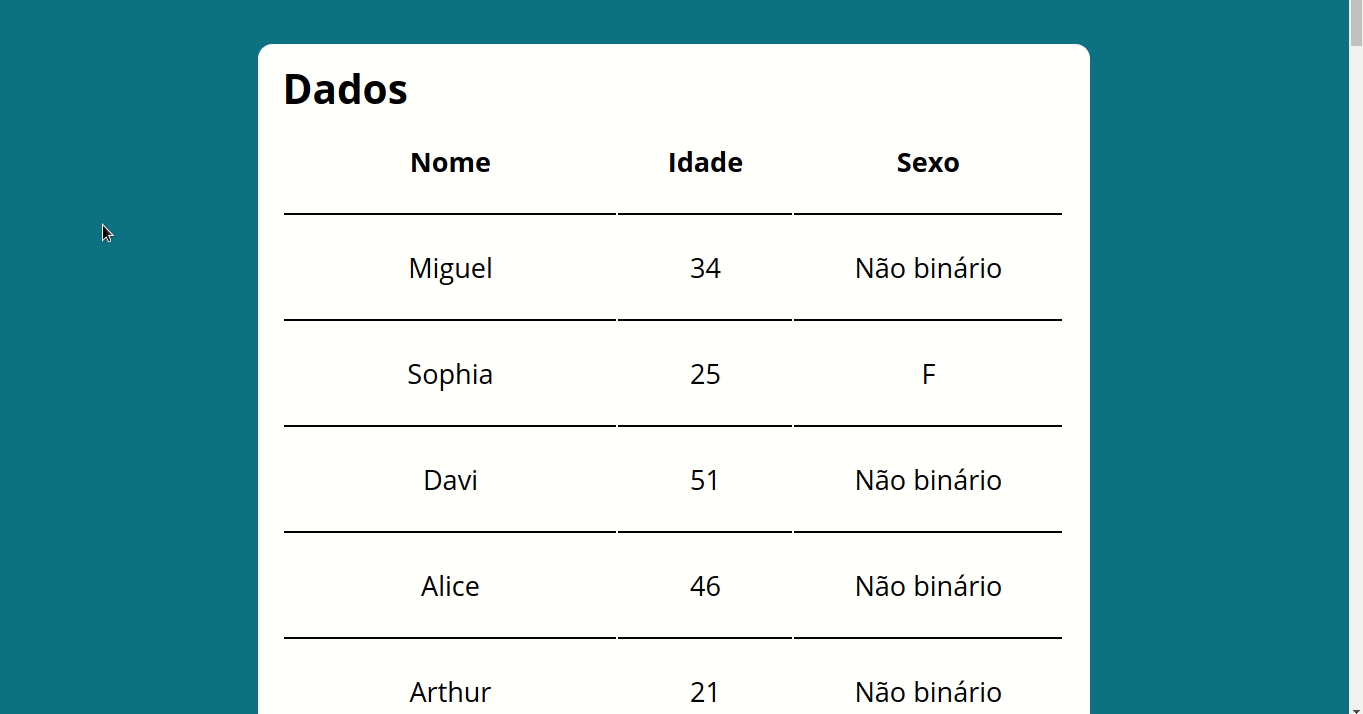 Dados
Nome Idade Sexo
Miguel 34 Não binário
Sophia 25 F
Davi 51 Não binário
Alice 46 Não binário
Arthur 21 Não binário